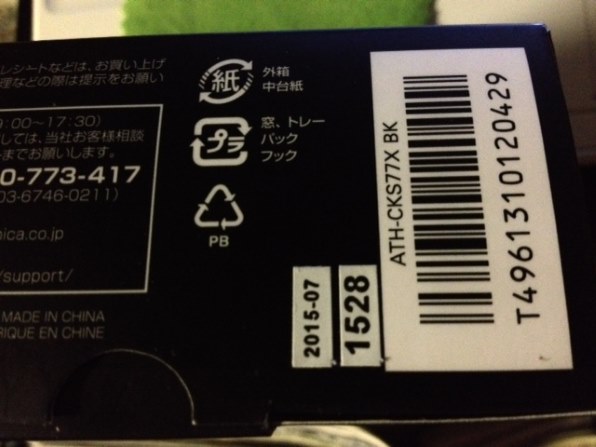 レシートなどは、お買い上げ
理などの際は提示をお願い
9:00～17:30)
しては、当社お客様相談
までお願いします。
0-773-417
03-6746-0211)
ica.co.jp
/support/
MADE IN CHINA
RIQUE EN CHINE
紙
外箱
中台紙
プラ
窓、トレー
パック
フック
PB
2015-07
1528
ATH-CKS77X BK
T4961310120429